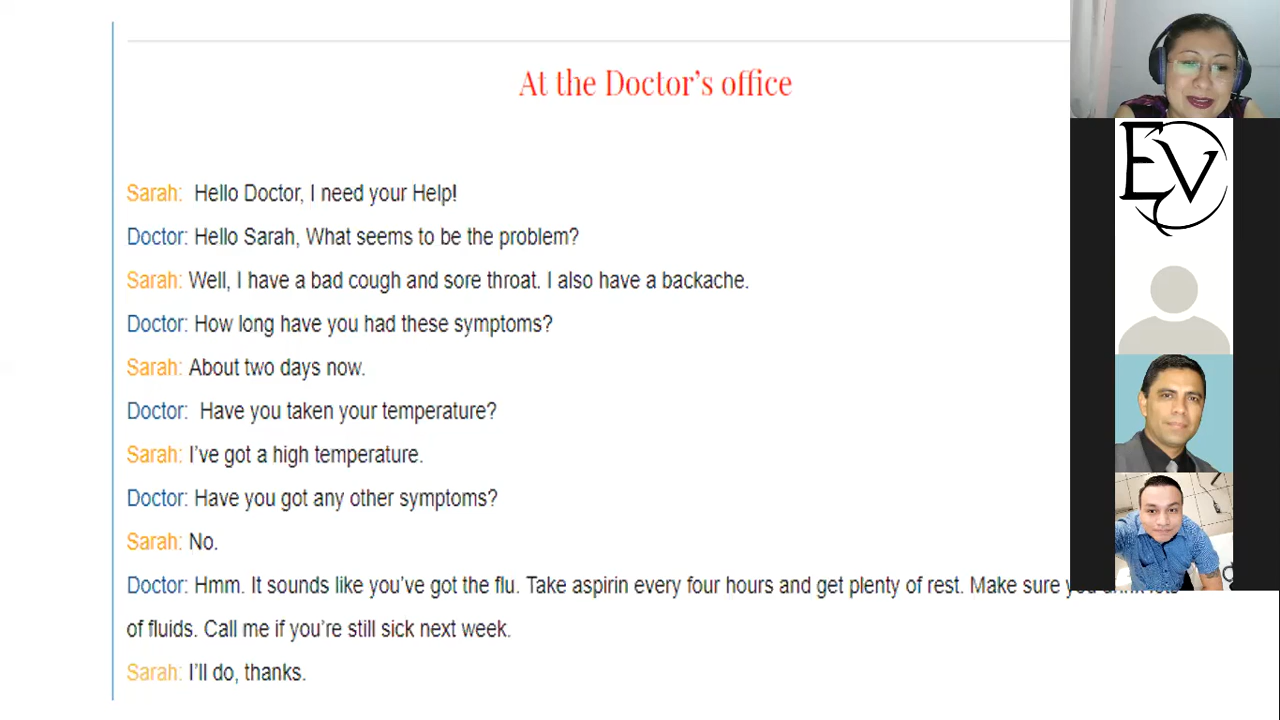 At the Doctor's office
EV
Sarah: Hello Doctor, I need your Help!
Doctor: Hello Sarah, What seems to be the problem?
Sarah: Well, I have a bad cough and sore throat. I also have a backache.
Doctor: How long have you had these symptoms?
Sarah: About two days now.
Doctor: Have you taken your temperature?
Sarah: I've got a high temperature.
Doctor: Have you got any other symptoms?
Sarah: No.
Doctor: Hmm. It sounds like you've got the flu. Take aspirin every four hours and get plenty of rest. Make sure
of fluids. Call me if you're still sick next week.
Sarah: I'll do, thanks.